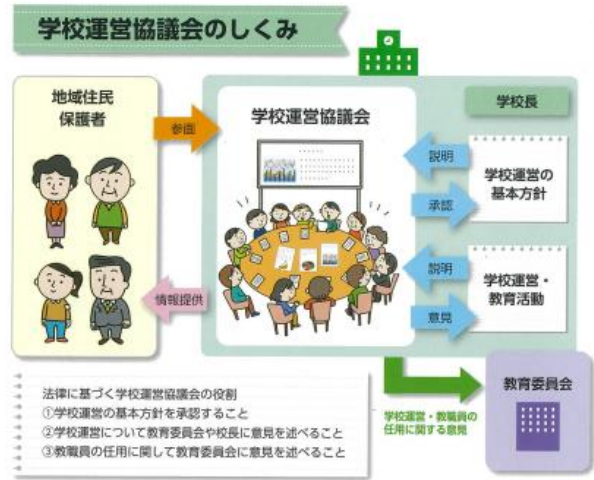 学校運営協議会のしくみ
地域住民
保護者
参画
学校運営協議会
学校長
説明
学校運営の
基本方針
承認
説明
学校運営・
教育活動
情報提供
意見
教育委員会
学校運営・教職員の
任用に関する意見
法律に基づく学校運営協議会の役割
①学校運営の基本方針を承認すること
②学校運営について教育委員会や校長に意見を述べること
③教職員の任用に関して教育委員会に意見を述べること